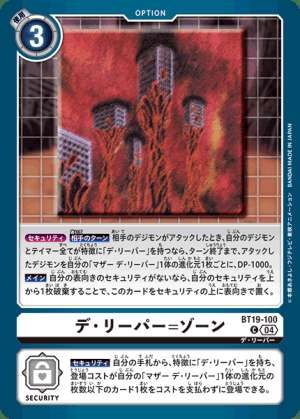 OPTION
使用
3
セキュリティ 相手のターン 相手のデジモンがアタックしたとき、自分のデジモン
とテイマー全てが特徴に「デ・リーパー」を持つなら、ターン終了まで、アタックし
たデジモンを自分の「マザー デ・リーパー」1体の進化元1枚ごとに、DP-1000。
メイン 自分の表向きのセキュリティがないなら、自分のセキュリティを上
から1枚破棄することで、このカードをセキュリティの上に表向きで置く。
BANDAI MADE IN JAPAN
デ・リーパー=ゾーン
BT19-100
C 04
デ・リーパー
SECURITY
セキュリティ 自分の手札から、特徴に「デ・リーパー」を持ち、
登場コストが自分の「マザー デ・リーパー」1体の進化元の
枚数以下のカード1枚をコストを支払わずに登場できる。